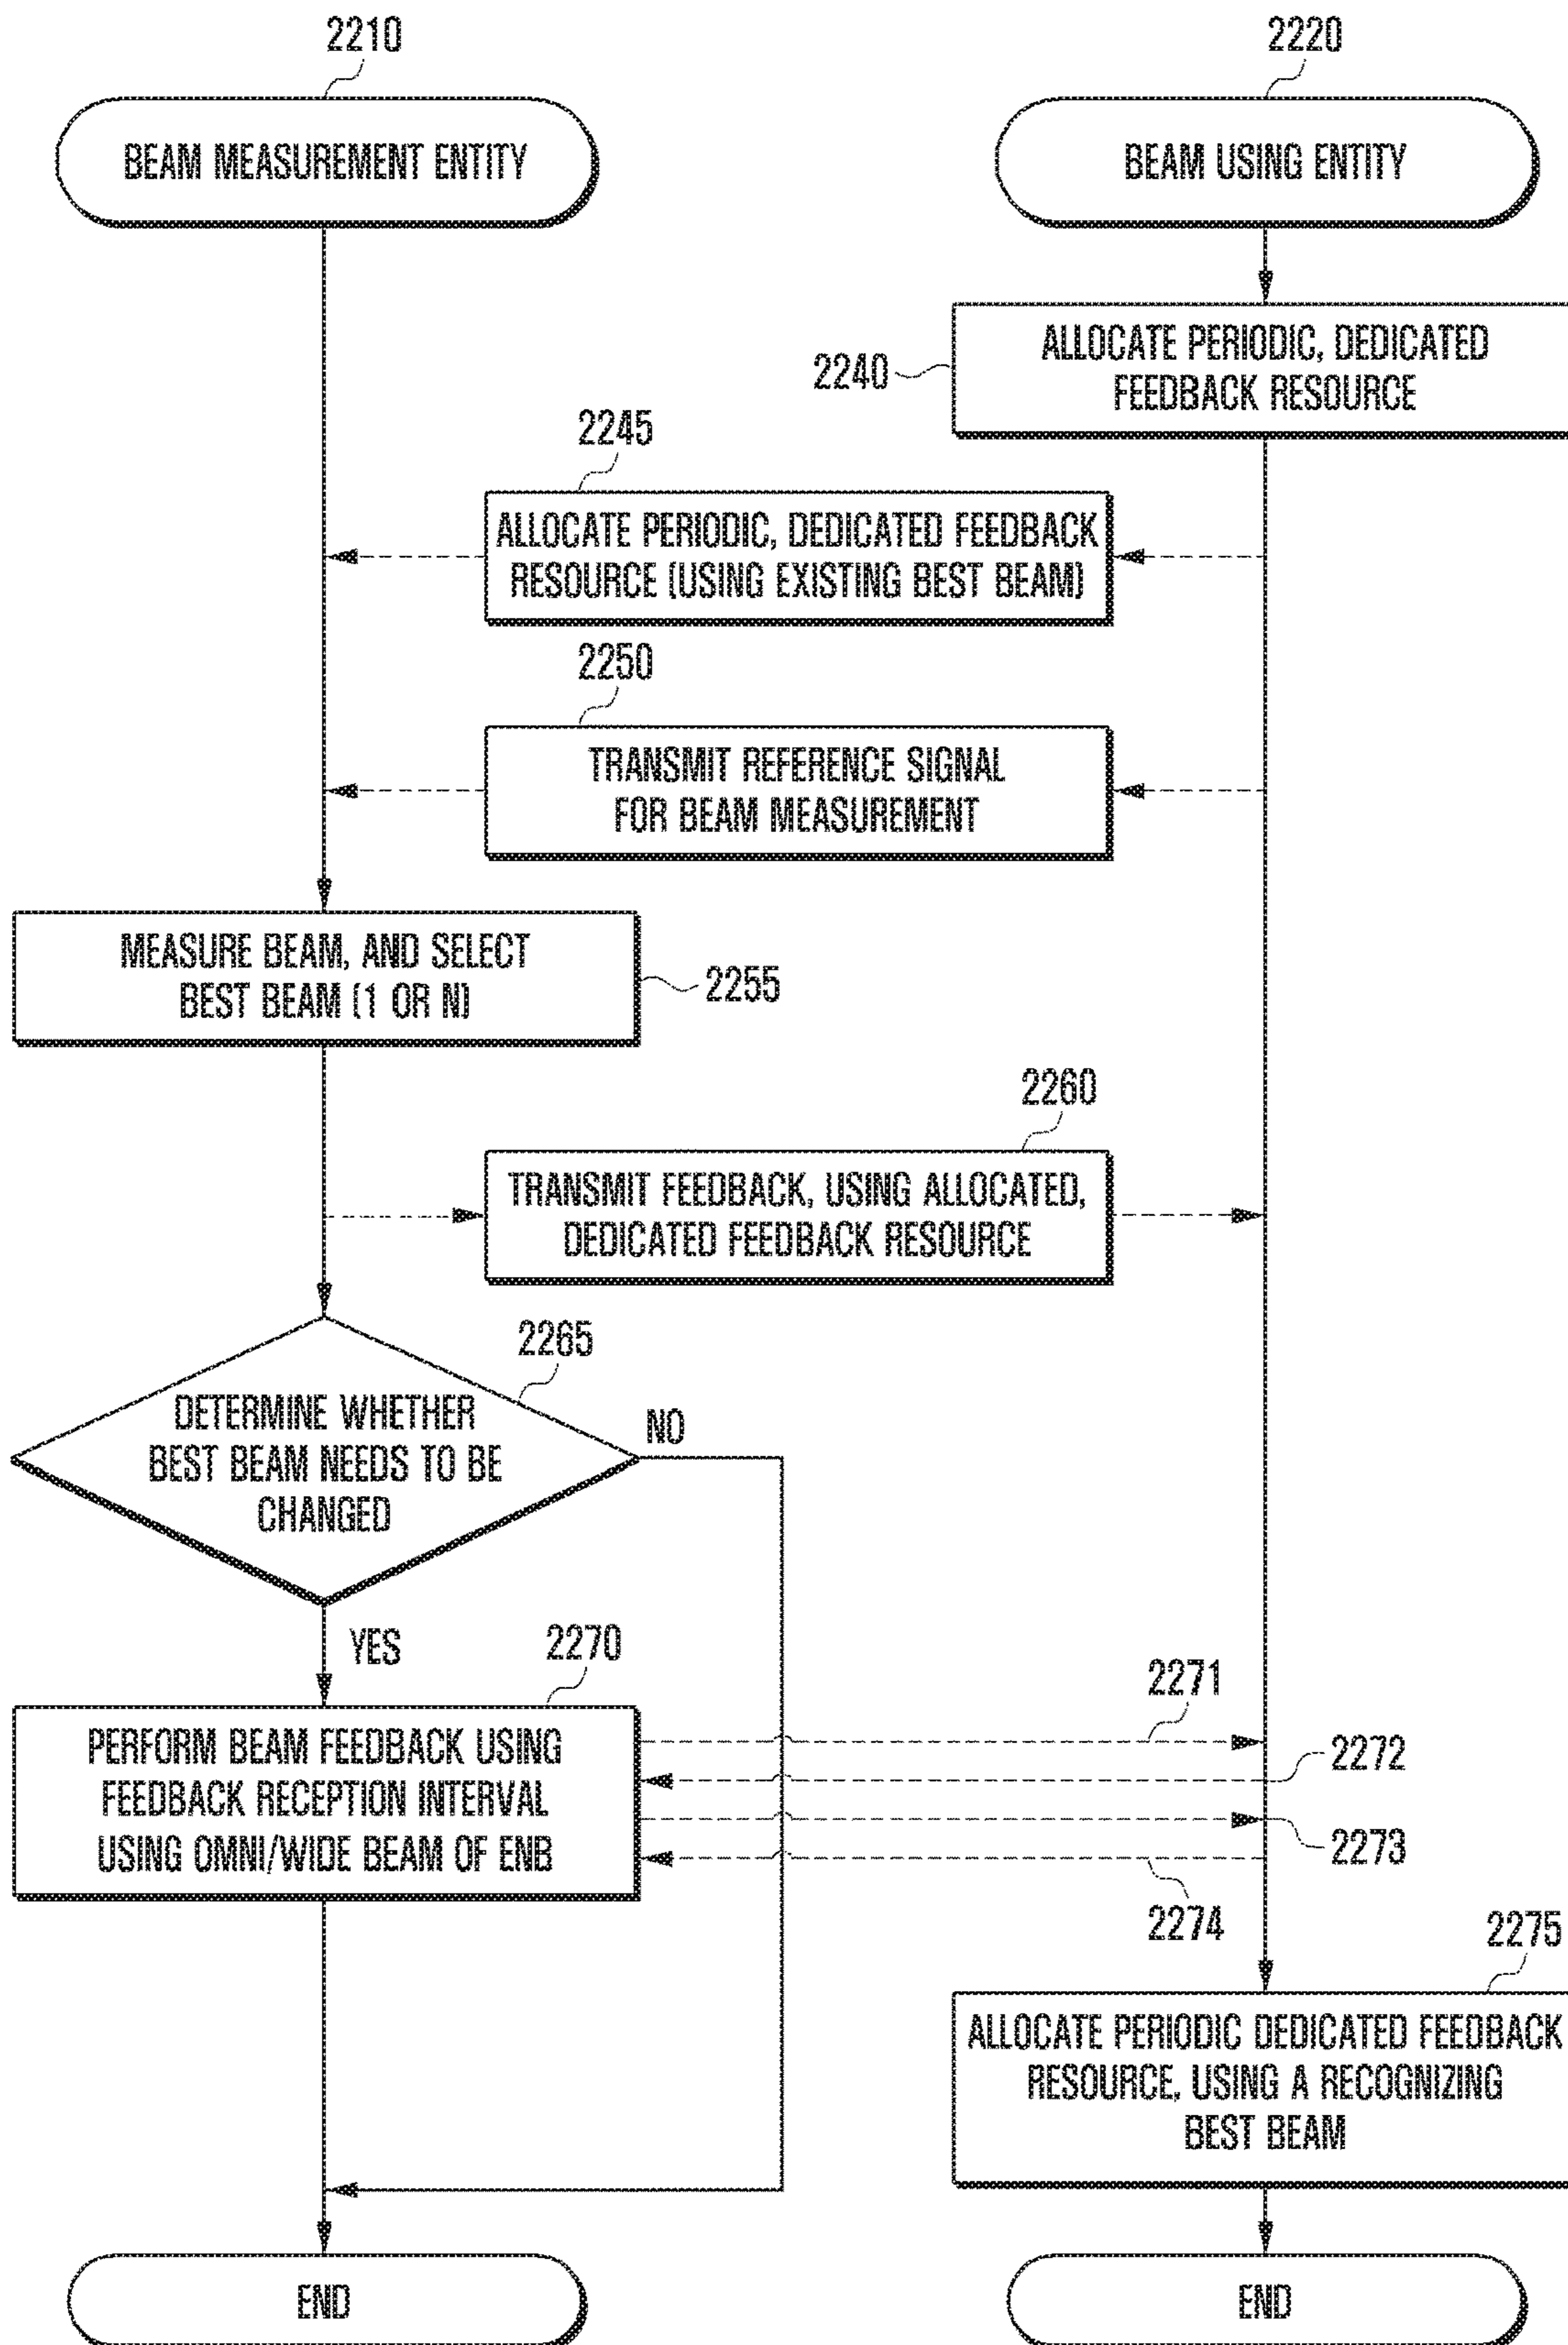 2210
2220
BEAM MEASUREMENT ENTITY
BEAM USING ENTITY
2240
ALLOCATE PERIODIC, DEDICATED
FEEDBACK RESOURCE
2245
ALLOCATE PERIODIC, DEDICATED FEEDBACK
RESOURCE (USING EXISTING BEST BEAM)
2250
TRANSMIT REFERENCE SIGNAL
FOR BEAM MEASUREMENT
MEASURE BEAM, AND SELECT
BEST BEAM (1 OR N)
2255
2260
TRANSMIT FEEDBACK, USING ALLOCATED,
DEDICATED FEEDBACK RESOURCE
2265
DETERMINE WHETHER
BEST BEAM NEEDS TO BE
CHANGED
NO
YES
2270
PERFORM BEAM FEEDBACK USING
FEEDBACK RECEPTION INTERVAL
USING OMNI/WIDE BEAM OF ENB
2271
2272
2273
2274
2275
ALLOCATE PERIODIC DEDICATED FEEDBACK
RESOURCE, USING A RECOGNIZING
BEST BEAM
END
END